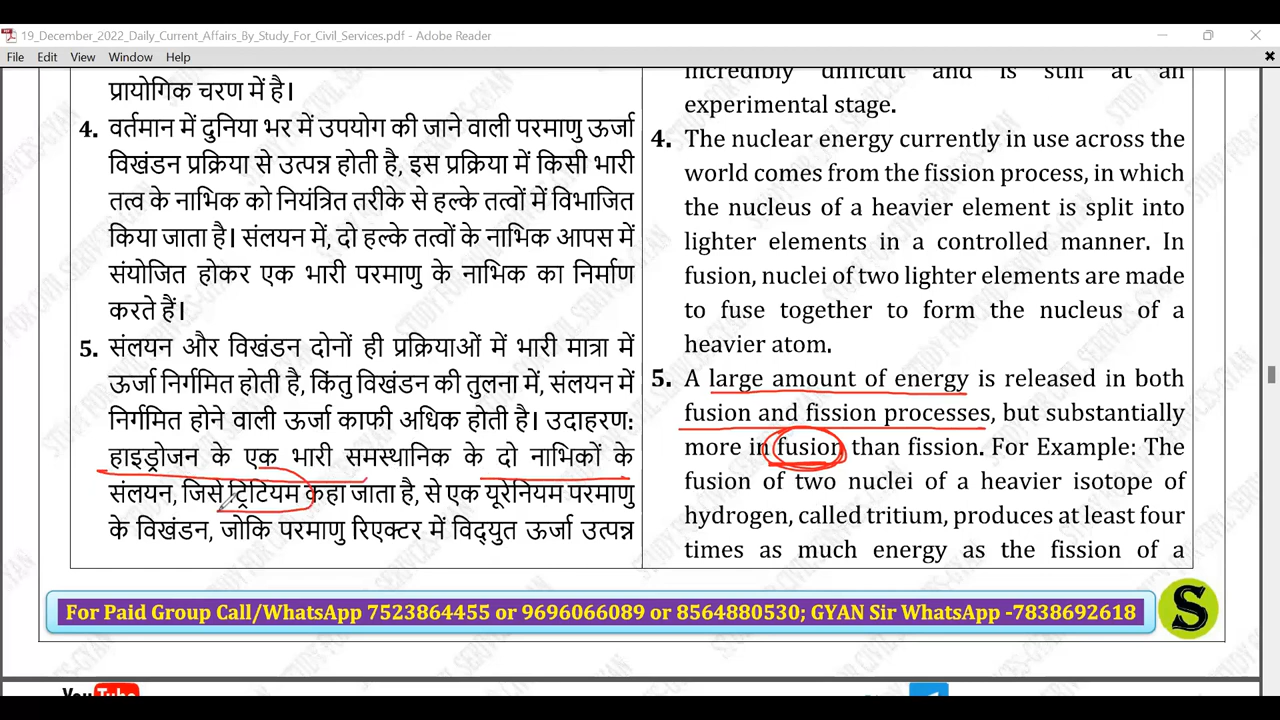 19_December_2022_Daily_Current_Affairs_By_Study_For_Civil_Services.pdf - Adobe Reader
File Edit View Window Help
प्रायोगिक चरण में है।
4. वर्तमान में दुनिया भर में उपयोग की जाने वाली परमाणु ऊर्जा
विखंडन प्रक्रिया से उत्पन्न होती है, इस प्रक्रिया में किसी भारी
तत्व के नाभिक को नियंत्रित तरीके से हल्के तत्वों में विभाजित
किया जाता है। संलयन में, दो हल्के तत्वों के नाभिक आपस में
संयोजित होकर एक भारी परमाणु के नाभिक का निर्माण
करते हैं।
5. संलयन और विखंडन दोनों ही प्रक्रियाओं में भारी मात्रा में
ऊर्जा निर्गमित होती है, किंतु विखंडन की तुलना में, संलयन में
निर्गमित होने वाली ऊर्जा काफी अधिक होती है। उदाहरण:
हाइड्रोजन के एक भारी समस्थानिक के दो नाभिकों के
संलयन, जिसे ट्रिटियम कहा जाता है, से एक यूरेनियम परमाणु
के विखंडन, जोकि परमाणु रिएक्टर में विद्युत ऊर्जा उत्पन्न
incredibly difficult and is still at an
experimental stage.
4. The nuclear energy currently in use across the
world comes from the fission process, in which
the nucleus of a heavier element is split into
lighter elements in a controlled manner. In
fusion, nuclei of two lighter elements are made
to fuse together to form the nucleus of a
heavier atom.
5. A large amount of energy is released in both
fusion and fission processes, but substantially
more in fusion than fission. For Example: The
fusion of two nuclei of a heavier isotope of
hydrogen, called tritium, produces at least four
times as much energy as the fission of a
For Paid Group Call/WhatsApp 7523864455 or 9696066089 or 8564880530; GYAN Sir WhatsApp -7838692618
S
YouTube